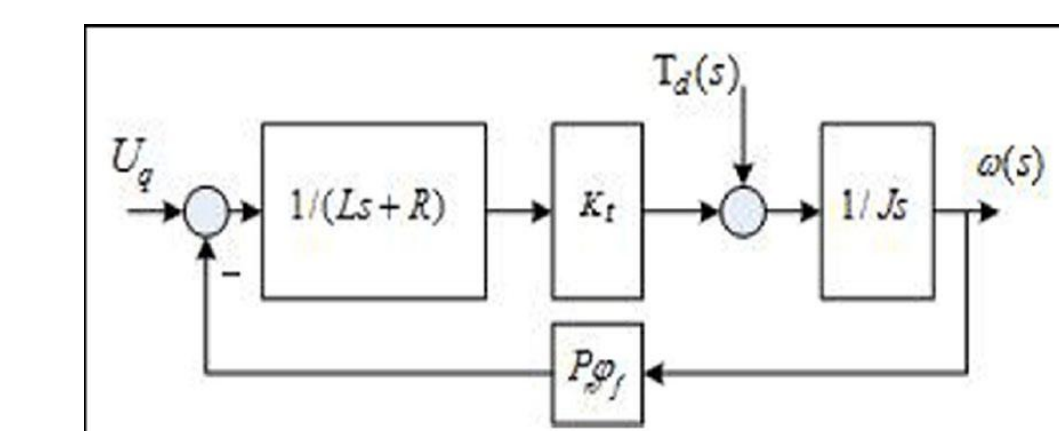 T_d(s)
U_q
ω(s)
1/(Ls+R)
K_t
1/Js
−
P_nφ_f